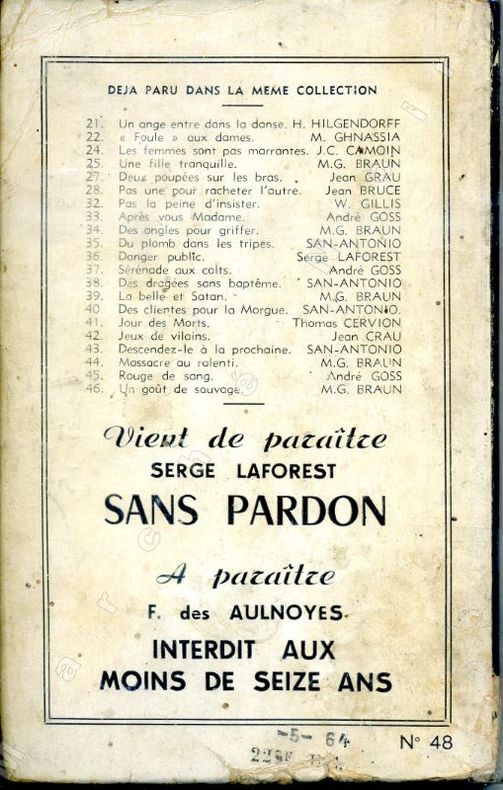 DEJA PARU DANS LA MEME COLLECTION
21. Un ange entre dans la danse. H. HILGENDORFF
22. « Foule » aux dames. M. GHNASSIA
24. Les femmes sont pas marrantes. J.C. CAMOIN
25. Une fille tranquille. M.G. BRAUN
27. Deux poupées sur les bras. Jean GRAU
28. Pas une pour racheter l'autre. Jean BRUCE
32. Pas la peine d'insister. W. GILLIS
33. Après vous Madame. André GOSS
34. Des ongles pour griffer. M.G. BRAUN
35. Du plomb dans les tripes. SAN-ANTONIO
36. Danger public. Serge LAFOREST
37. Sérénade aux colts. André GOSS
38. Des dragées sans baptême. SAN-ANTONIO
39. La belle et Satan. M.G. BRAUN
40. Des clientes pour la Morgue. SAN-ANTONIO.
41. Jour des Morts. Thomas CERVION
42. Jeux de vilains. Jean CRAU
43. Descendez-le à la prochaine. SAN-ANTONIO
44. Massacre au ralenti. M.G. BRAUN
45. Rouge de sang. André GOSS
46. Un goût de sauvage. M.G. BRAUN
Vient de paraître
SERGE LAFOREST
SANS PARDON
A paraître
F. des AULNOYES
INTERDIT AUX
MOINS DE SEIZE ANS
-5- 64
N° 48